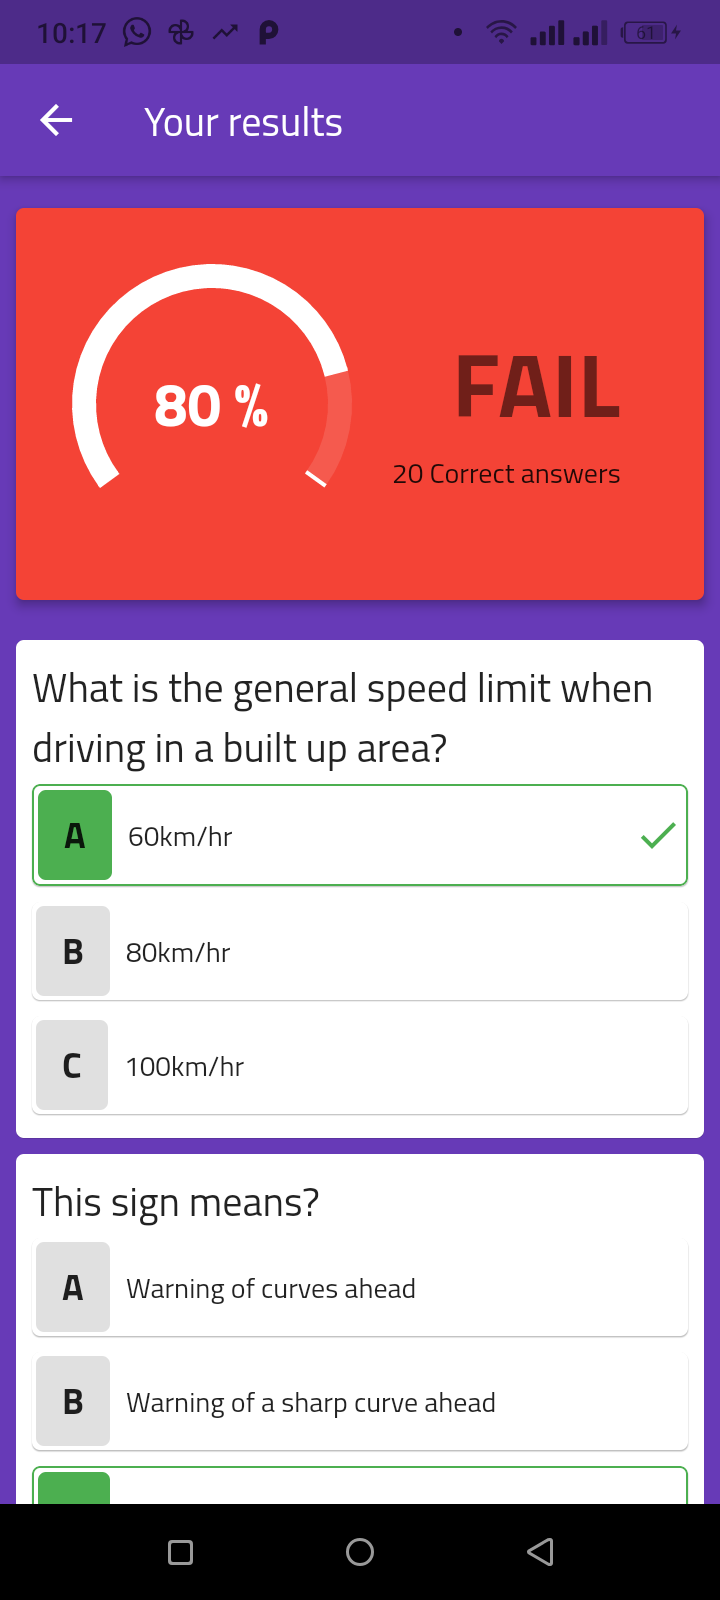 10:17
61
Your results
80 %
FAIL
20 Correct answers
What is the general speed limit when
driving in a built up area?
A
60km/hr
B
80km/hr
C
100km/hr
This sign means?
A
Warning of curves ahead
B
Warning of a sharp curve ahead